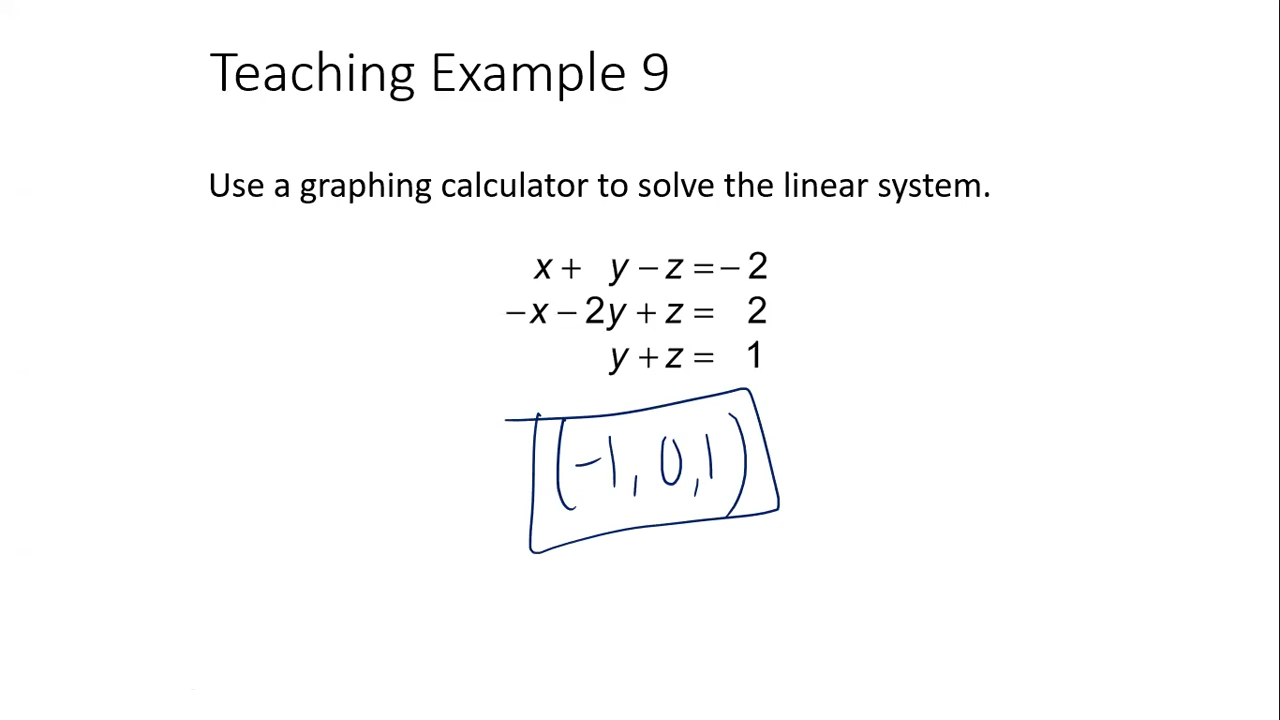 Teaching Example 9
Use a graphing calculator to solve the linear system.
x + y − z = − 2
−x − 2y + z = 2
y + z = 1
(-1, 0, 1)